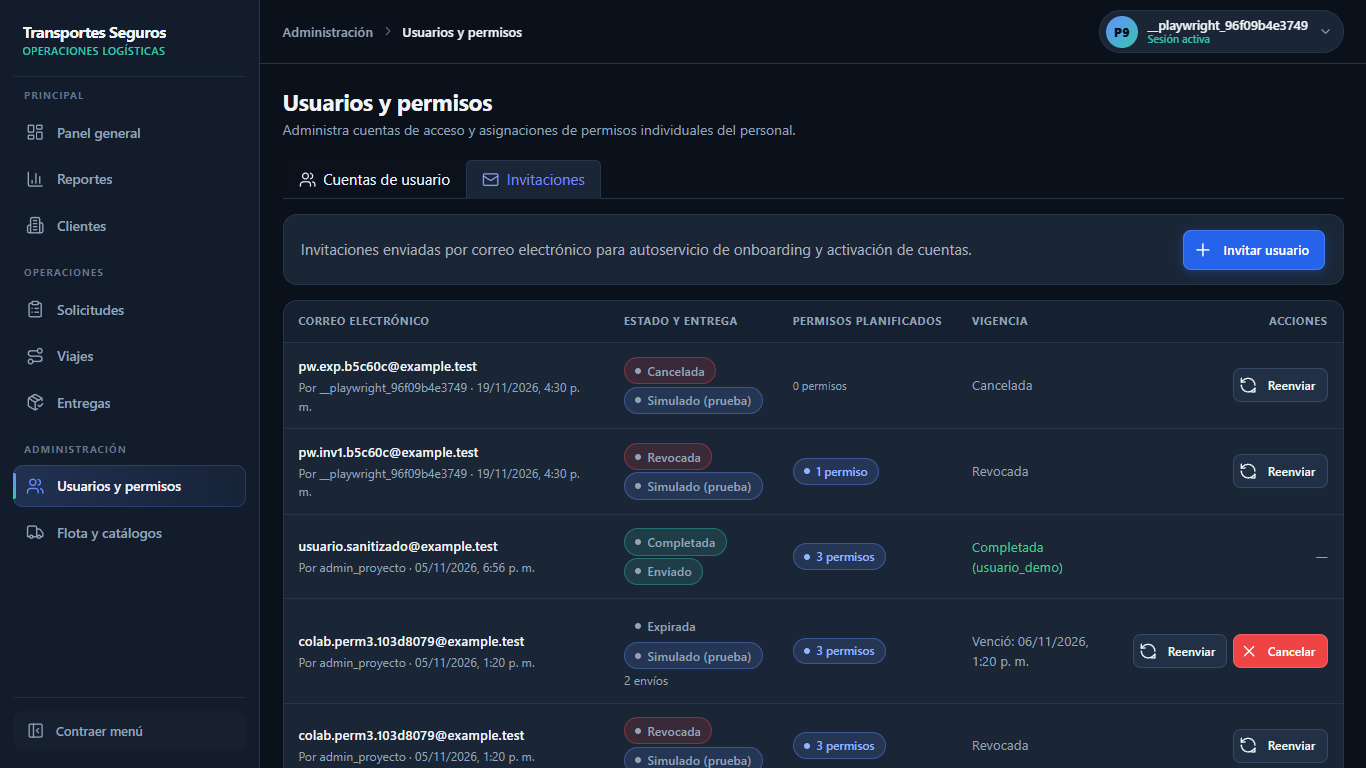 Transportes Seguros
OPERACIONES LOGÍSTICAS
PRINCIPAL
Panel general
Reportes
Clientes
OPERACIONES
Solicitudes
Viajes
Entregas
ADMINISTRACIÓN
Usuarios y permisos
Flota y catálogos
Contraer menú
Administración > Usuarios y permisos
P9
__playwright_96f09b4e3749
Sesión activa
Usuarios y permisos
Administra cuentas de acceso y asignaciones de permisos individuales del personal.
Cuentas de usuario
Invitaciones
Invitaciones enviadas por correo electrónico para autoservicio de onboarding y activación de cuentas.
Invitar usuario
CORREO ELECTRÓNICO ESTADO Y ENTREGA PERMISOS PLANIFICADOS VIGENCIA ACCIONES
pw.exp.b5c60c@example.test
Por __playwright_96f09b4e3749 · 19/11/2026, 4:30 p.
m.
Cancelada
Simulado (prueba)
0 permisos
Cancelada
Reenviar
pw.inv1.b5c60c@example.test
Por __playwright_96f09b4e3749 · 19/11/2026, 4:30 p.
m.
Revocada
Simulado (prueba)
1 permiso
Revocada
Reenviar
usuario.sanitizado@example.test
Por admin_proyecto · 05/11/2026, 6:56 p. m.
Completada
Enviado
3 permisos
Completada
(usuario_demo)
—
colab.perm3.103d8079@example.test
Por admin_proyecto · 05/11/2026, 1:20 p. m.
Expirada
Simulado (prueba)
2 envíos
3 permisos
Venció: 06/11/2026,
1:20 p. m.
Reenviar
Cancelar
colab.perm3.103d8079@example.test
Por admin_proyecto · 05/11/2026, 1:20 p. m.
Revocada
Simulado (prueba)
3 permisos
Revocada
Reenviar